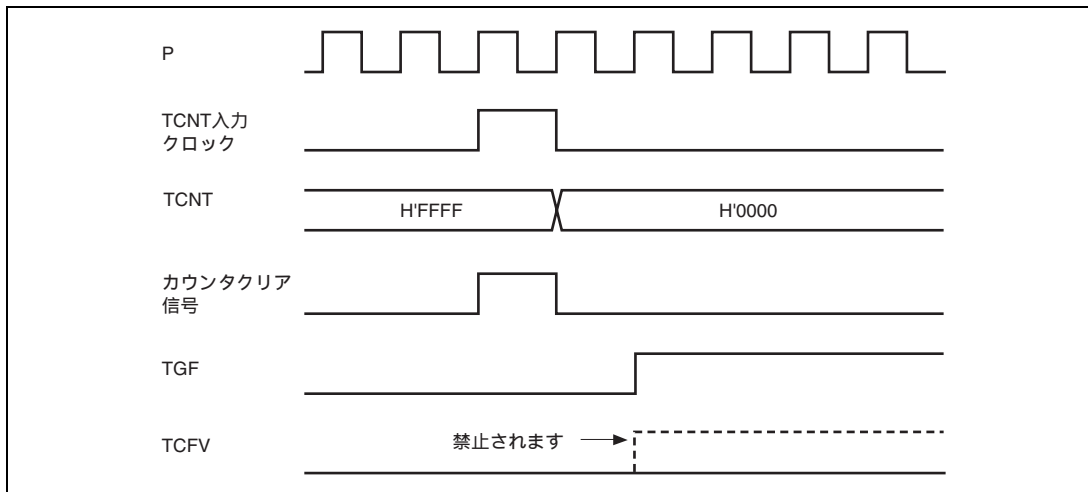 P
TCNT入力
クロック
TCNT
H'FFFF
H'0000
カウンタクリア
信号
TGF
TCFV
禁止されます